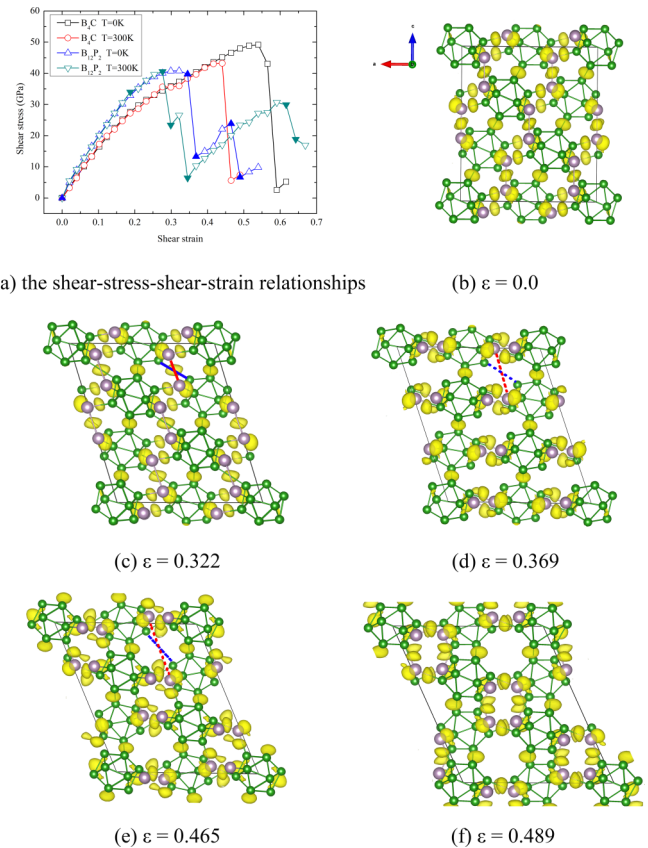 60
50
40
30
20
10
0
Shear stress (GPa)
B4C T=0K
B4C T=300K
B12P2 T=0K
B12P2 T=300K
0.0 0.1 0.2 0.3 0.4 0.5 0.6 0.7
Shear strain
c
a
a) the shear-stress-shear-strain relationships
(b) ε = 0.0
(c) ε = 0.322
(d) ε = 0.369
(e) ε = 0.465
(f) ε = 0.489